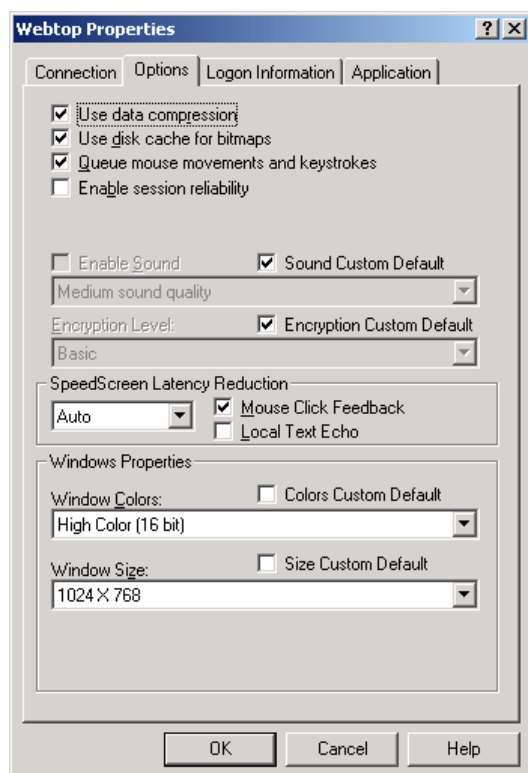 Webtop Properties
Connection Options Logon Information Application
Use data compression
Use disk cache for bitmaps
Queue mouse movements and keystrokes
Enable session reliability
Enable Sound Sound Custom Default
Medium sound quality
Encryption Level: Encryption Custom Default
Basic
SpeedScreen Latency Reduction
Auto Mouse Click Feedback
Local Text Echo
Windows Properties
Window Colors: Colors Custom Default
High Color (16 bit)
Window Size: Size Custom Default
1024 X 768
OK Cancel Help